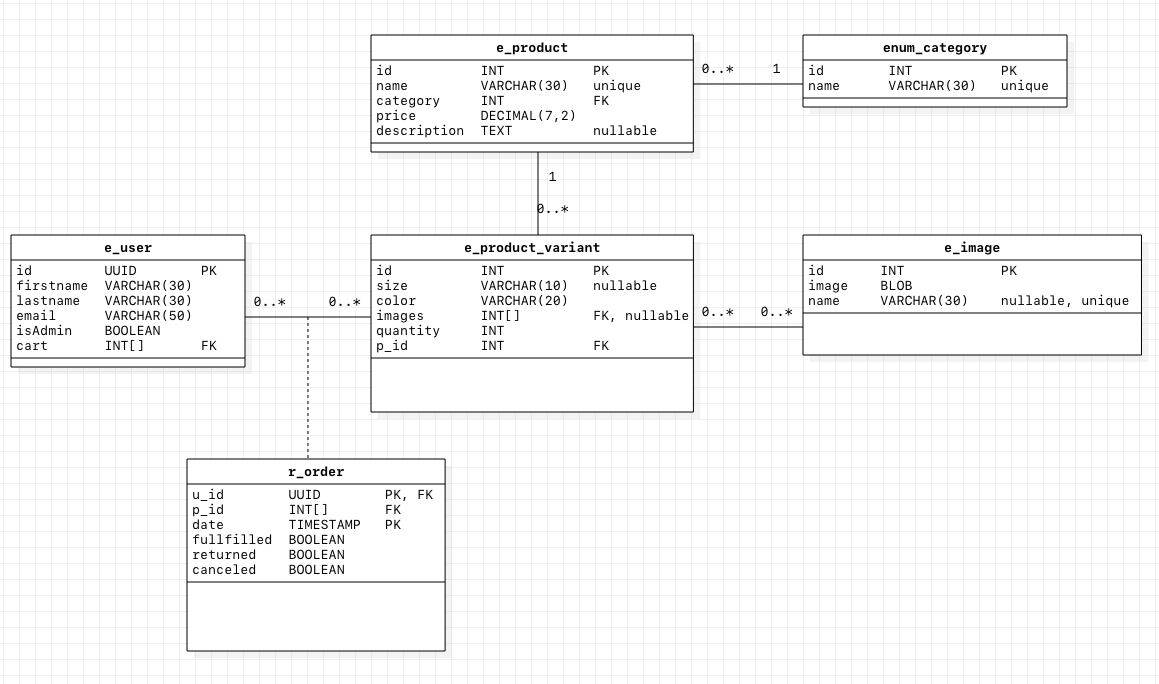 e_product
id INT PK
name VARCHAR(30) unique
category INT FK
price DECIMAL(7,2)
description TEXT nullable
0..* 1
enum_category
id INT PK
name VARCHAR(30) unique
1
0..*
e_user
id UUID PK
firstname VARCHAR(30)
lastname VARCHAR(30)
email VARCHAR(50)
isAdmin BOOLEAN
cart INT[] FK
0..* 0..*
e_product_variant
id INT PK
size VARCHAR(10) nullable
color VARCHAR(20)
images INT[] FK, nullable
quantity INT
p_id INT FK
0..* 0..*
e_image
id INT PK
image BLOB
name VARCHAR(30) nullable, unique
r_order
u_id UUID PK, FK
p_id INT[] FK
date TIMESTAMP PK
fullfilled BOOLEAN
returned BOOLEAN
canceled BOOLEAN